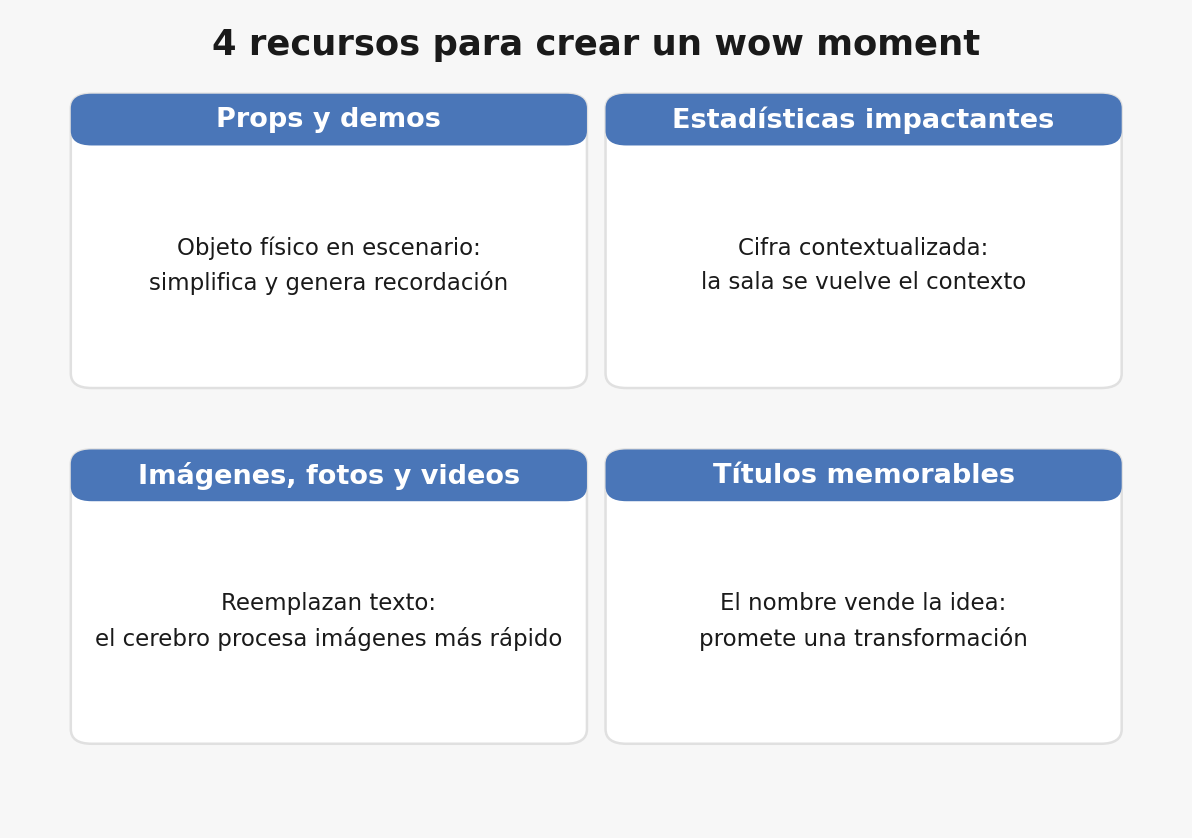 4 recursos para crear un wow moment
Props y demos
Objeto físico en escenario:
simplifica y genera recordación
Estadísticas impactantes
Cifra contextualizada:
la sala se vuelve el contexto
Imágenes, fotos y videos
Reemplazan texto:
el cerebro procesa imágenes más rápido
Títulos memorables
El nombre vende la idea:
promete una transformación